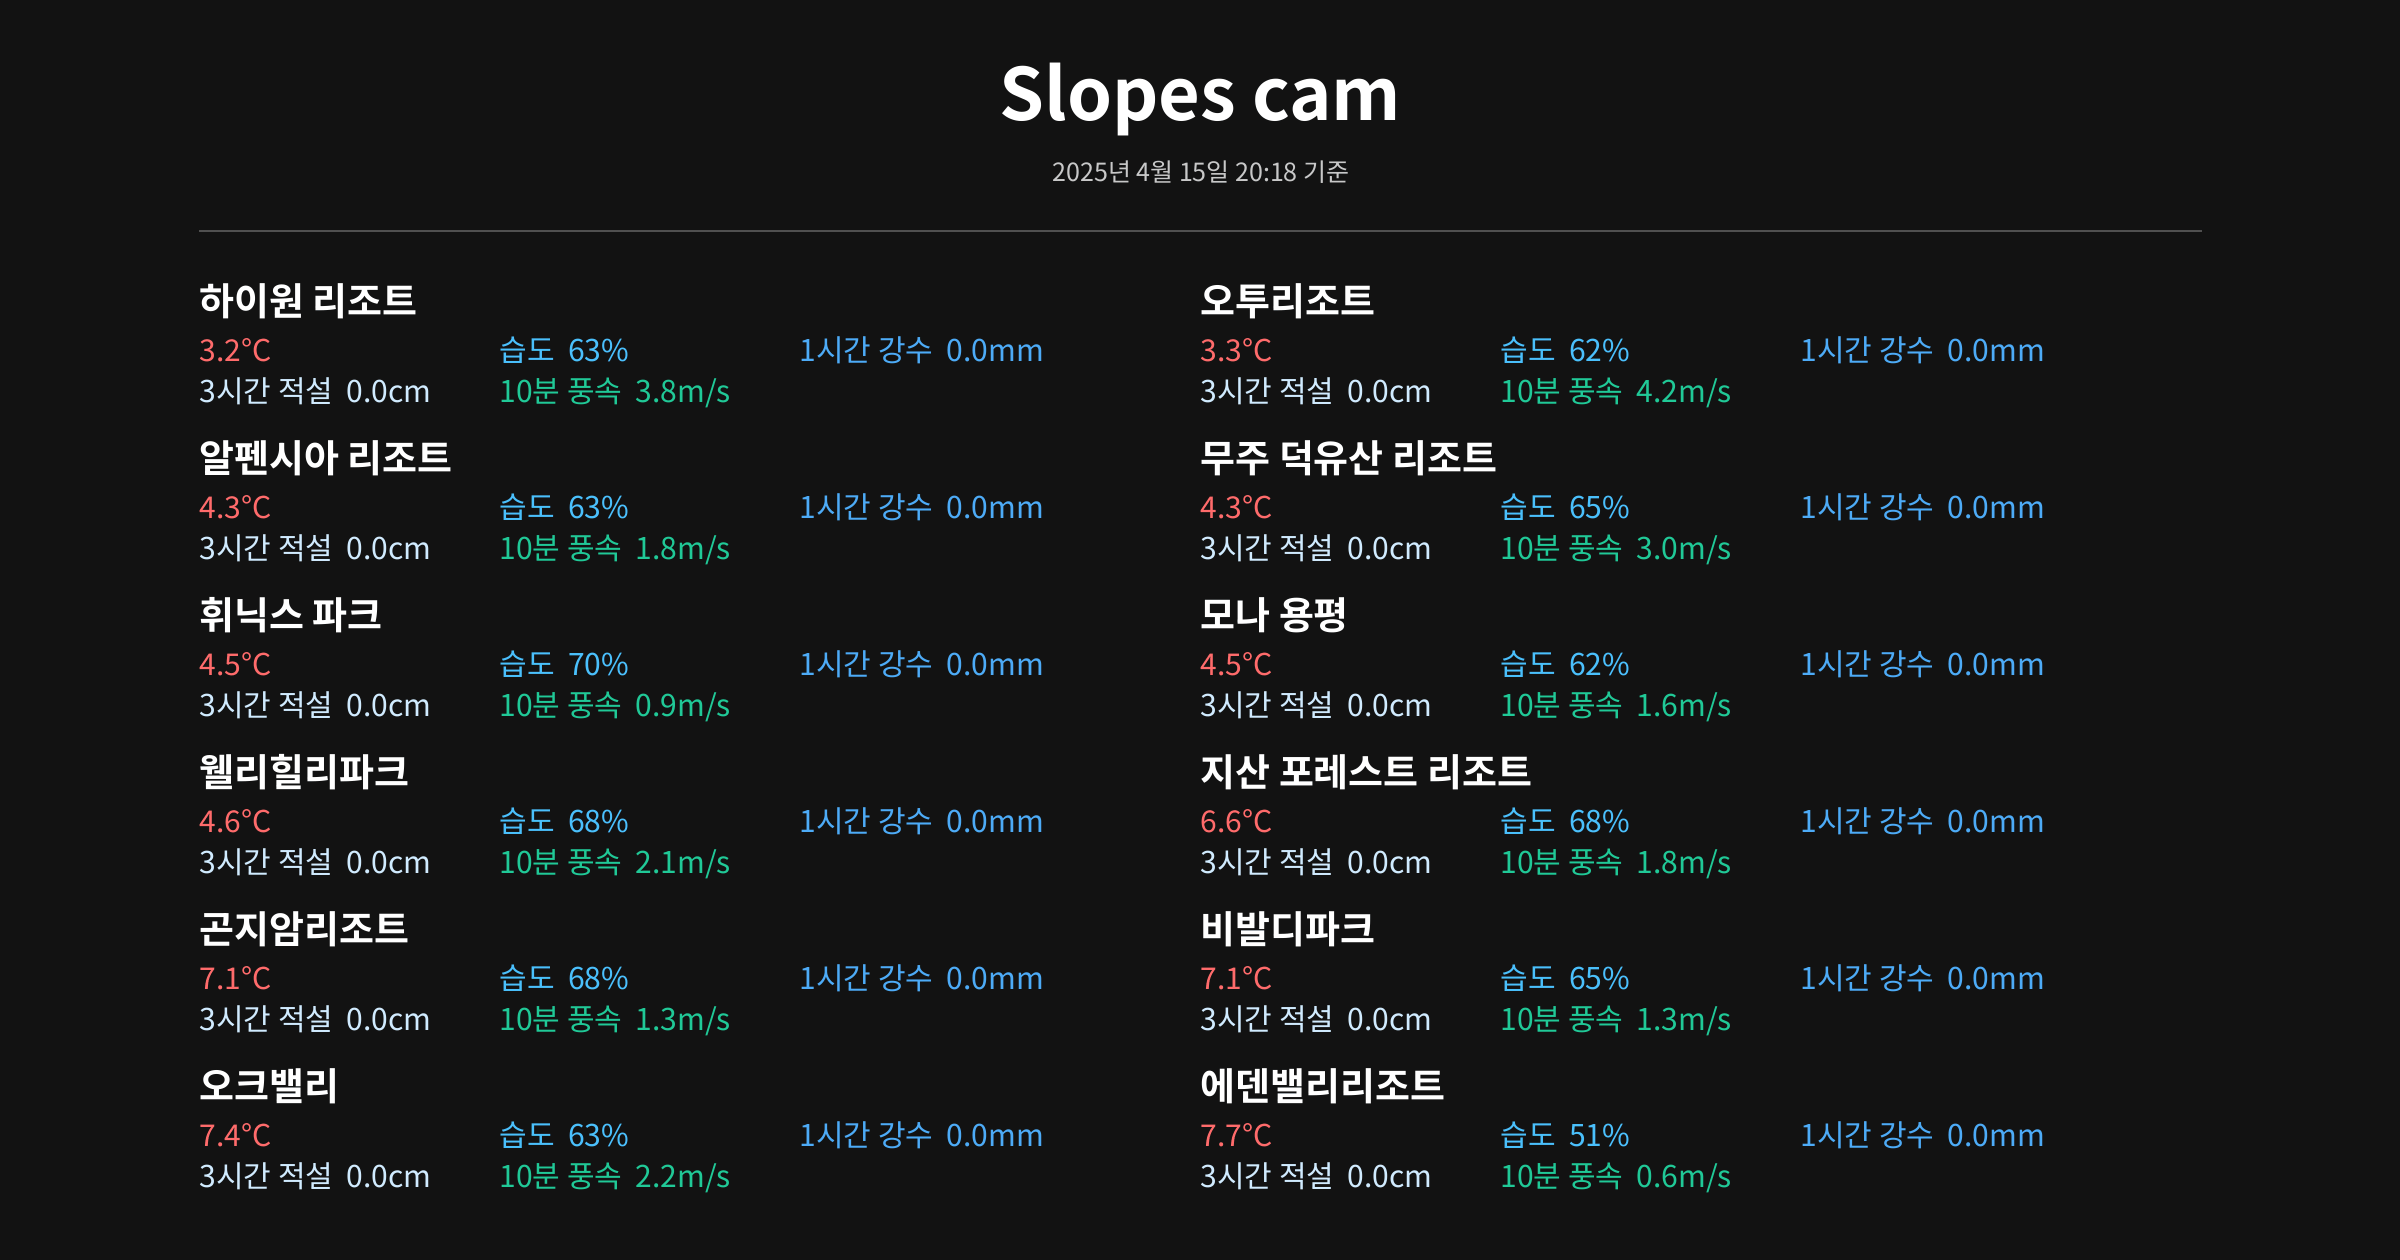 Slopes cam
2025년 4월 15일 20:18 기준
하이원 리조트
3.2°C 습도 63% 1시간 강수 0.0mm
3시간 적설 0.0cm 10분 풍속 3.8m/s
오투리조트
3.3°C 습도 62% 1시간 강수 0.0mm
3시간 적설 0.0cm 10분 풍속 4.2m/s
알펜시아 리조트
4.3°C 습도 63% 1시간 강수 0.0mm
3시간 적설 0.0cm 10분 풍속 1.8m/s
무주 덕유산 리조트
4.3°C 습도 65% 1시간 강수 0.0mm
3시간 적설 0.0cm 10분 풍속 3.0m/s
휘닉스 파크
4.5°C 습도 70% 1시간 강수 0.0mm
3시간 적설 0.0cm 10분 풍속 0.9m/s
모나 용평
4.5°C 습도 62% 1시간 강수 0.0mm
3시간 적설 0.0cm 10분 풍속 1.6m/s
웰리힐리파크
4.6°C 습도 68% 1시간 강수 0.0mm
3시간 적설 0.0cm 10분 풍속 2.1m/s
지산 포레스트 리조트
6.6°C 습도 68% 1시간 강수 0.0mm
3시간 적설 0.0cm 10분 풍속 1.8m/s
곤지암리조트
7.1°C 습도 68% 1시간 강수 0.0mm
3시간 적설 0.0cm 10분 풍속 1.3m/s
비발디파크
7.1°C 습도 65% 1시간 강수 0.0mm
3시간 적설 0.0cm 10분 풍속 1.3m/s
오크밸리
7.4°C 습도 63% 1시간 강수 0.0mm
3시간 적설 0.0cm 10분 풍속 2.2m/s
에덴밸리리조트
7.7°C 습도 51% 1시간 강수 0.0mm
3시간 적설 0.0cm 10분 풍속 0.6m/s